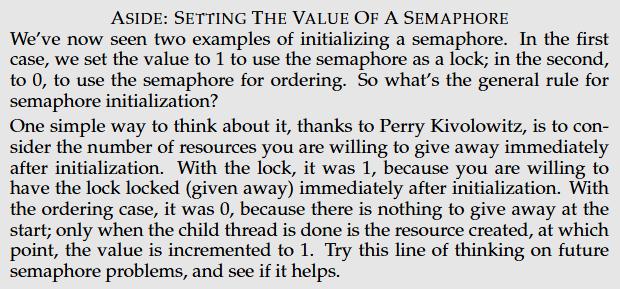 ASIDE: SETTING THE VALUE OF A SEMAPHORE
We've now seen two examples of initializing a semaphore. In the first
case, we set the value to 1 to use the semaphore as a lock; in the second,
to 0, to use the semaphore for ordering. So what's the general rule for
semaphore initialization?
One simple way to think about it, thanks to Perry Kivolowitz, is to con-
sider the number of resources you are willing to give away immediately
after initialization. With the lock, it was 1, because you are willing to
have the lock locked (given away) immediately after initialization. With
the ordering case, it was 0, because there is nothing to give away at the
start; only when the child thread is done is the resource created, at which
point, the value is incremented to 1. Try this line of thinking on future
semaphore problems, and see if it helps.